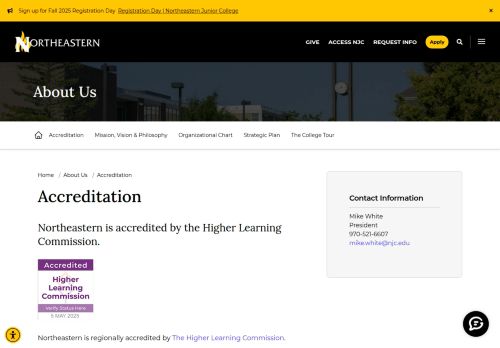 Sign up for Fall 2025 Registration Day Registration Day | Northeastern Junior College ×
NORTHEASTERN GIVE ACCESS NJC REQUEST INFO Apply
About Us
Accreditation Mission, Vision & Philosophy Organizational Chart Strategic Plan The College Tour
Home / About Us / Accreditation
Accreditation
Northeastern is accredited by the Higher Learning
Commission.
Accredited
Higher
Learning
Commission
Verify Status Here
5 MAY 2025
Northeastern is regionally accredited by The Higher Learning Commission.
Contact Information
Mike White
President
970-521-6607
mike.white@njc.edu